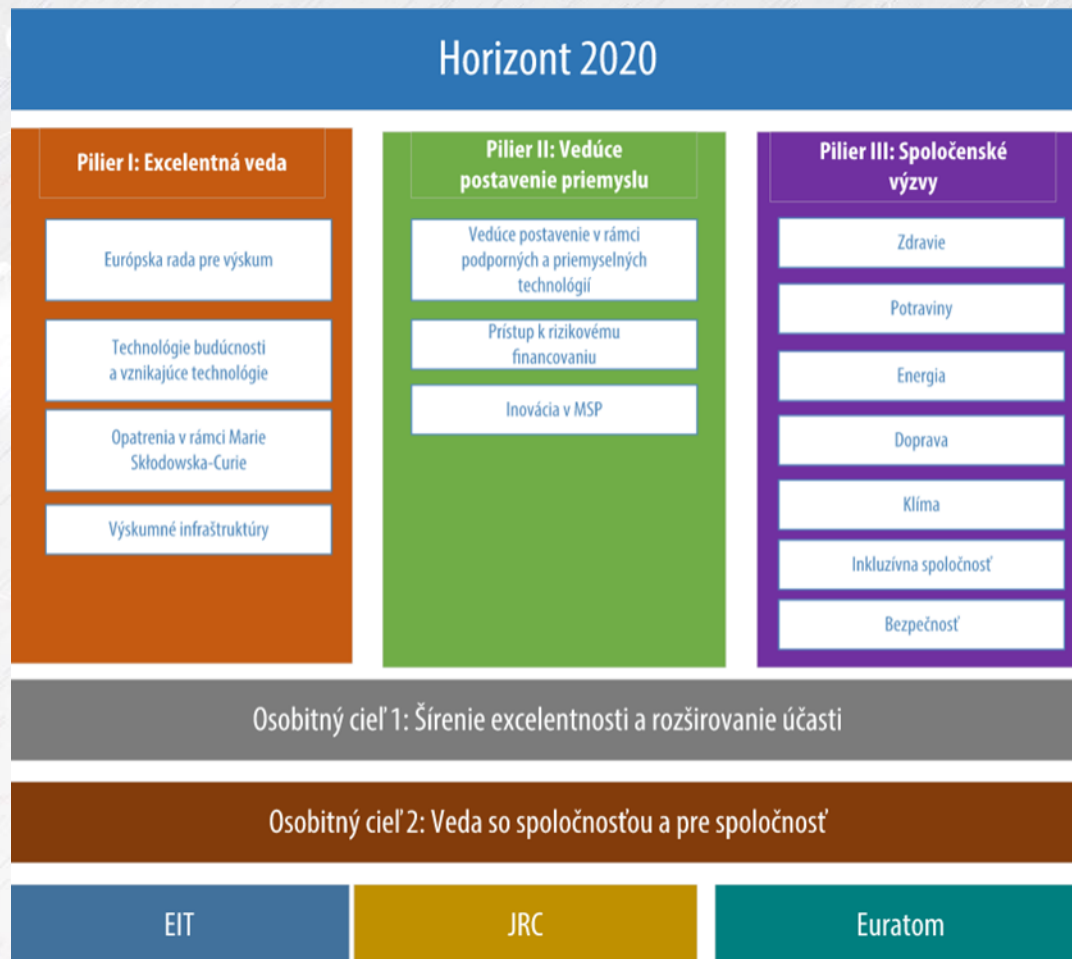 Horizont 2020
Pilier I: Excelentná veda
Európska rada pre výskum
Technológie budúcnosti
a vznikajúce technológie
Opatrenia v rámci Marie
Skłodowska-Curie
Výskumné infraštruktúry
Pilier II: Vedúce
postavenie priemyslu
Vedúce postavenie v rámci
podporných a priemyselných
technológií
Prístup k rizikovému
financovaniu
Inovácia v MSP
Pilier III: Spoločenské
výzvy
Zdravie
Potraviny
Energia
Doprava
Klíma
Inkluzívna spoločnosť
Bezpečnosť
Osobitný cieľ 1: Šírenie excelentnosti a rozširovanie účasti
Osobitný cieľ 2: Veda so spoločnosťou a pre spoločnosť
EIT
JRC
Euratom